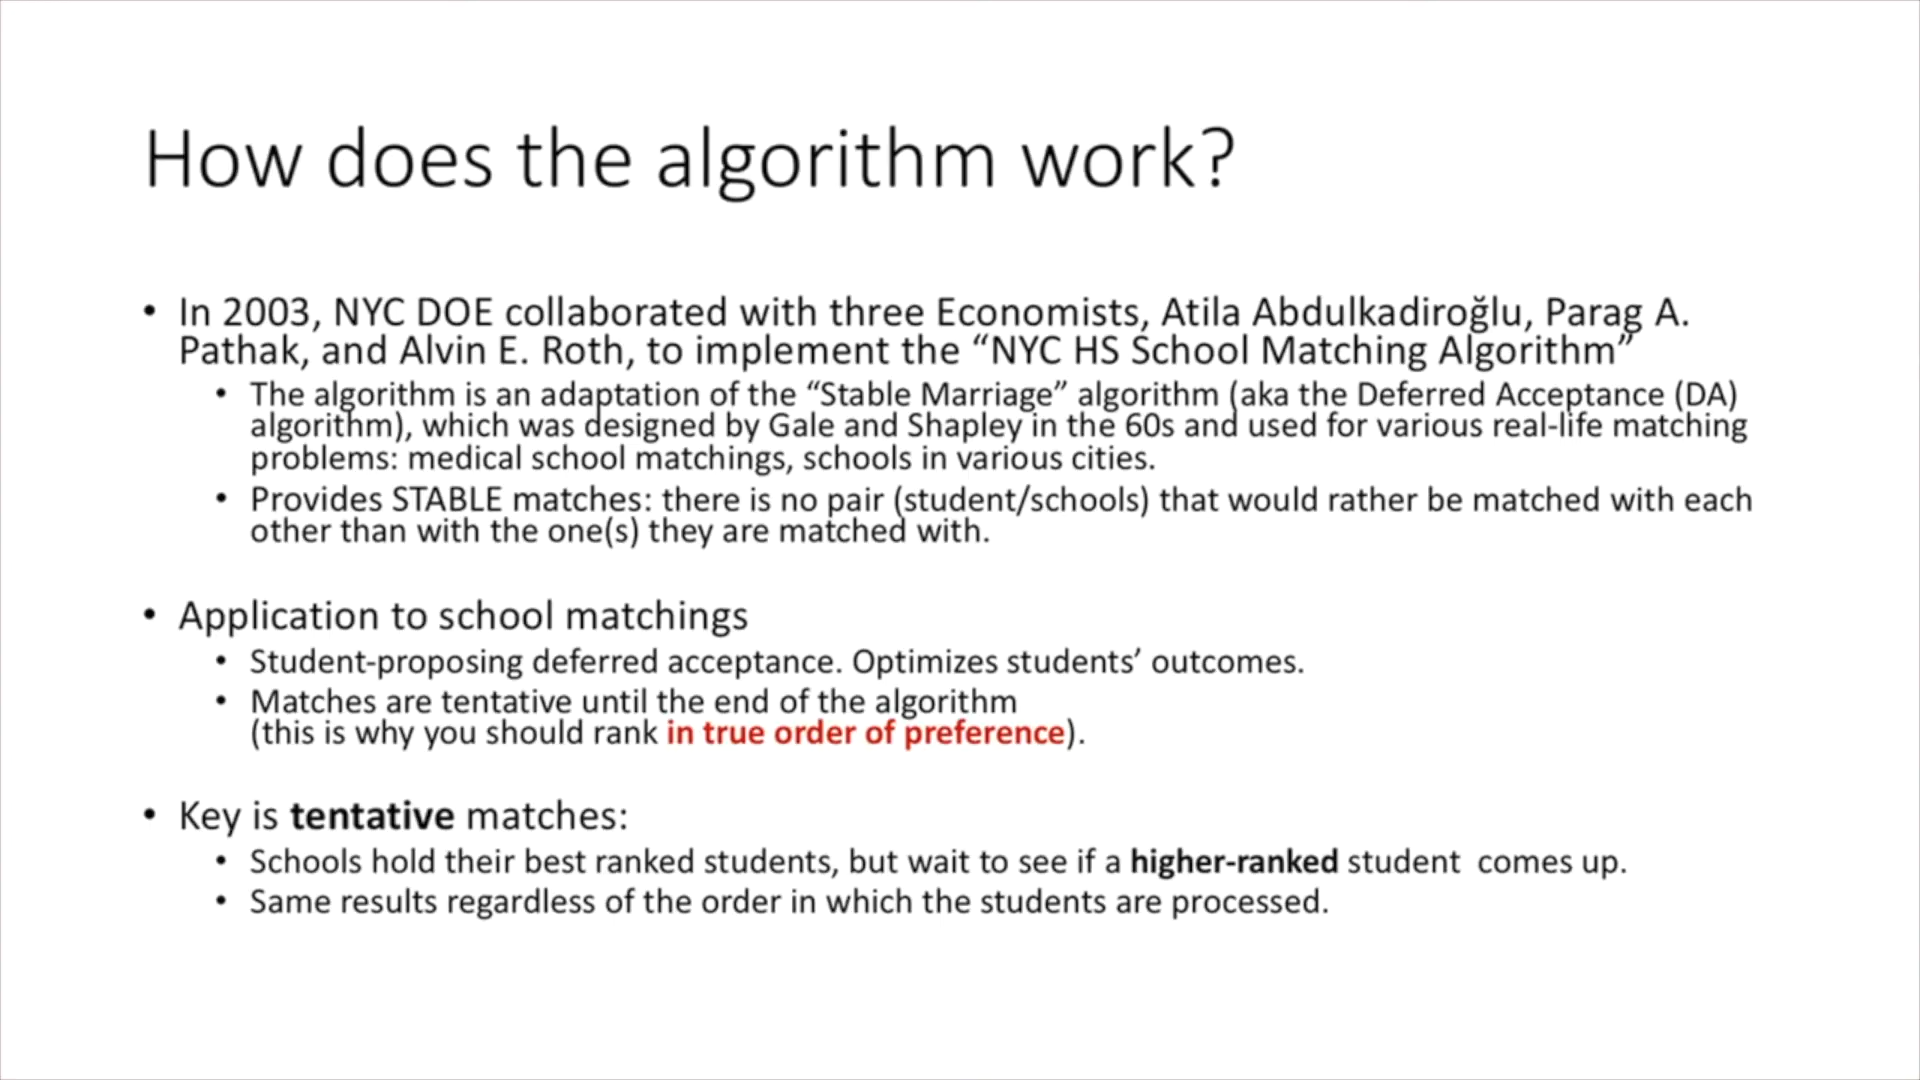 How does the algorithm work?
• In 2003, NYC DOE collaborated with three Economists, Atila Abdulkadiroğlu, Parag A.
Pathak, and Alvin E. Roth, to implement the “NYC HS School Matching Algorithm”
• The algorithm is an adaptation of the “Stable Marriage” algorithm (aka the Deferred Acceptance (DA)
algorithm), which was designed by Gale and Shapley in the 60s and used for various real-life matching
problems: medical school matchings, schools in various cities.
• Provides STABLE matches: there is no pair (student/schools) that would rather be matched with each
other than with the one(s) they are matched with.
• Application to school matchings
• Student-proposing deferred acceptance. Optimizes students’ outcomes.
• Matches are tentative until the end of the algorithm
(this is why you should rank in true order of preference).
• Key is tentative matches:
• Schools hold their best ranked students, but wait to see if a higher-ranked student comes up.
• Same results regardless of the order in which the students are processed.